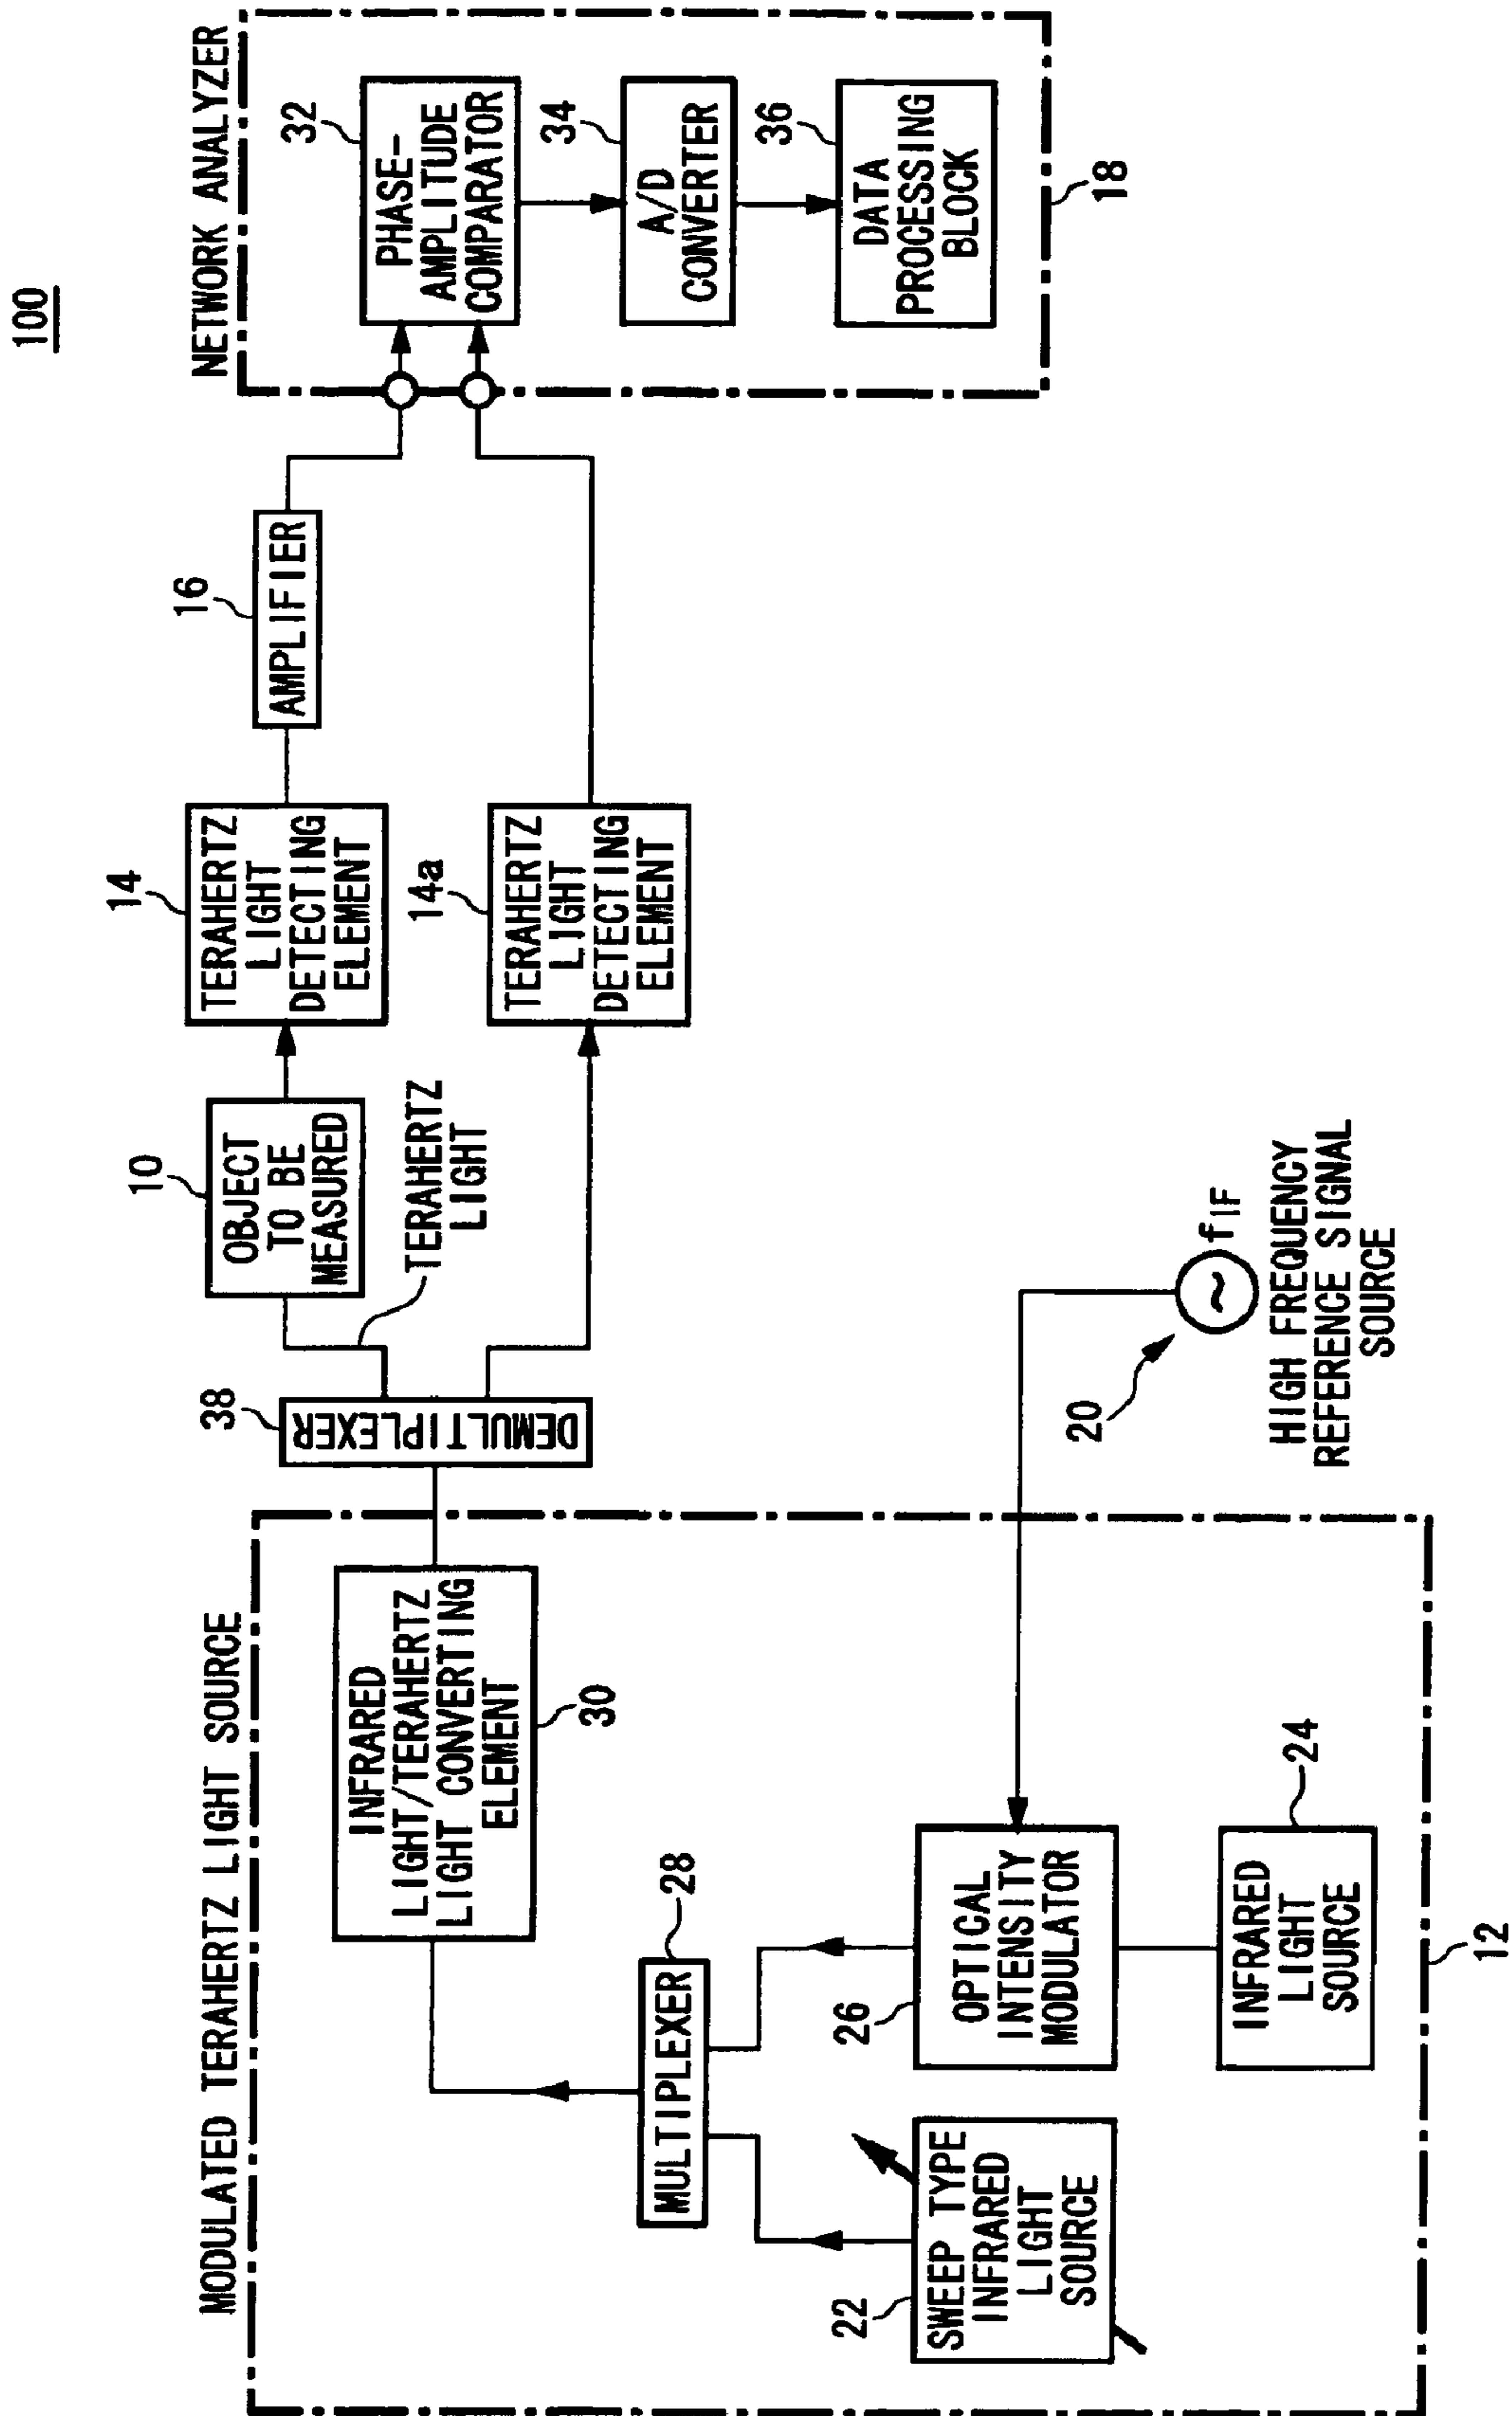 100
MODULATED TERAHERTZ LIGHT SOURCE
INFRARED
LIGHT/TERAHERTZ
LIGHT CONVERTING
ELEMENT
30
MULTIPLEXER
28
22
SWEEP TYPE
INFRARED
LIGHT
SOURCE
26
OPTICAL
INTENSITY
MODULATOR
INFRARED
LIGHT
SOURCE
24
12
38
DEMULTIPLEXER
10
OBJECT
TO BE
MEASURED
TERAHERTZ
LIGHT
14
TERAHERTZ
LIGHT
DETECTING
ELEMENT
14a
TERAHERTZ
LIGHT
DETECTING
ELEMENT
16
AMPLIFIER
20
fIF
HIGH FREQUENCY
REFERENCE SIGNAL
SOURCE
NETWORK ANALYZER
32
PHASE-
AMPLITUDE
COMPARATOR
34
A/D
CONVERTER
36
DATA
PROCESSING
BLOCK
18